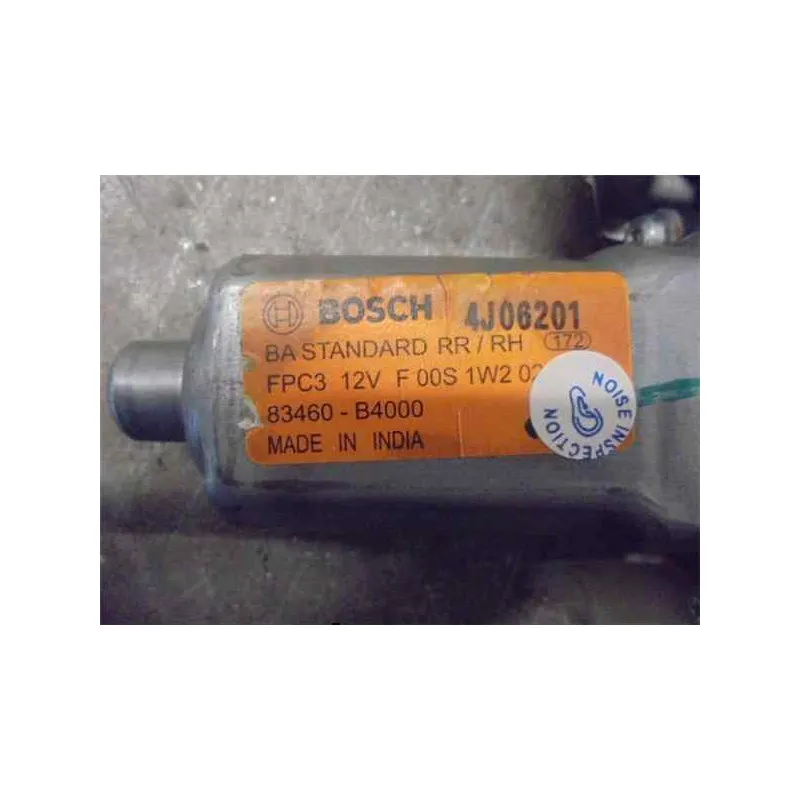 BOSCH 4J06201
BA STANDARD RR / RH 172
FPC3 12V F 00S 1W2
83460 - B4000
MADE IN INDIA
NOISE INSPECTION